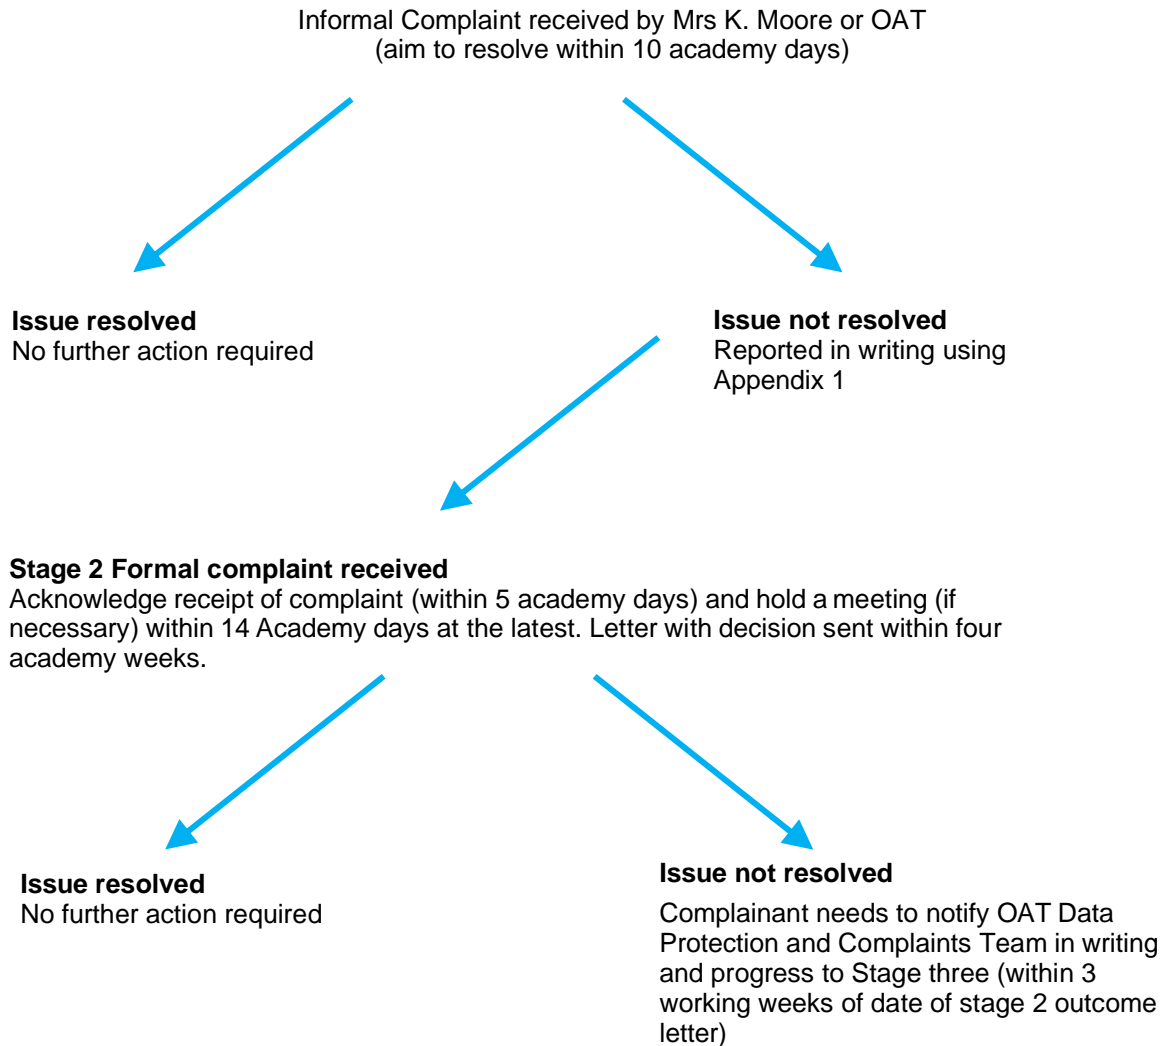 Informal Complaint received by Mrs K. Moore or OAT
(aim to resolve within 10 academy days)
Issue resolved
No further action required
Issue not resolved
Reported in writing using
Appendix 1
Stage 2 Formal complaint received
Acknowledge receipt of complaint (within 5 academy days) and hold a meeting (if
necessary) within 14 Academy days at the latest. Letter with decision sent within four
academy weeks.
Issue resolved
No further action required
Issue not resolved
Complainant needs to notify OAT Data
Protection and Complaints Team in writing
and progress to Stage three (within 3
working weeks of date of stage 2 outcome
letter)